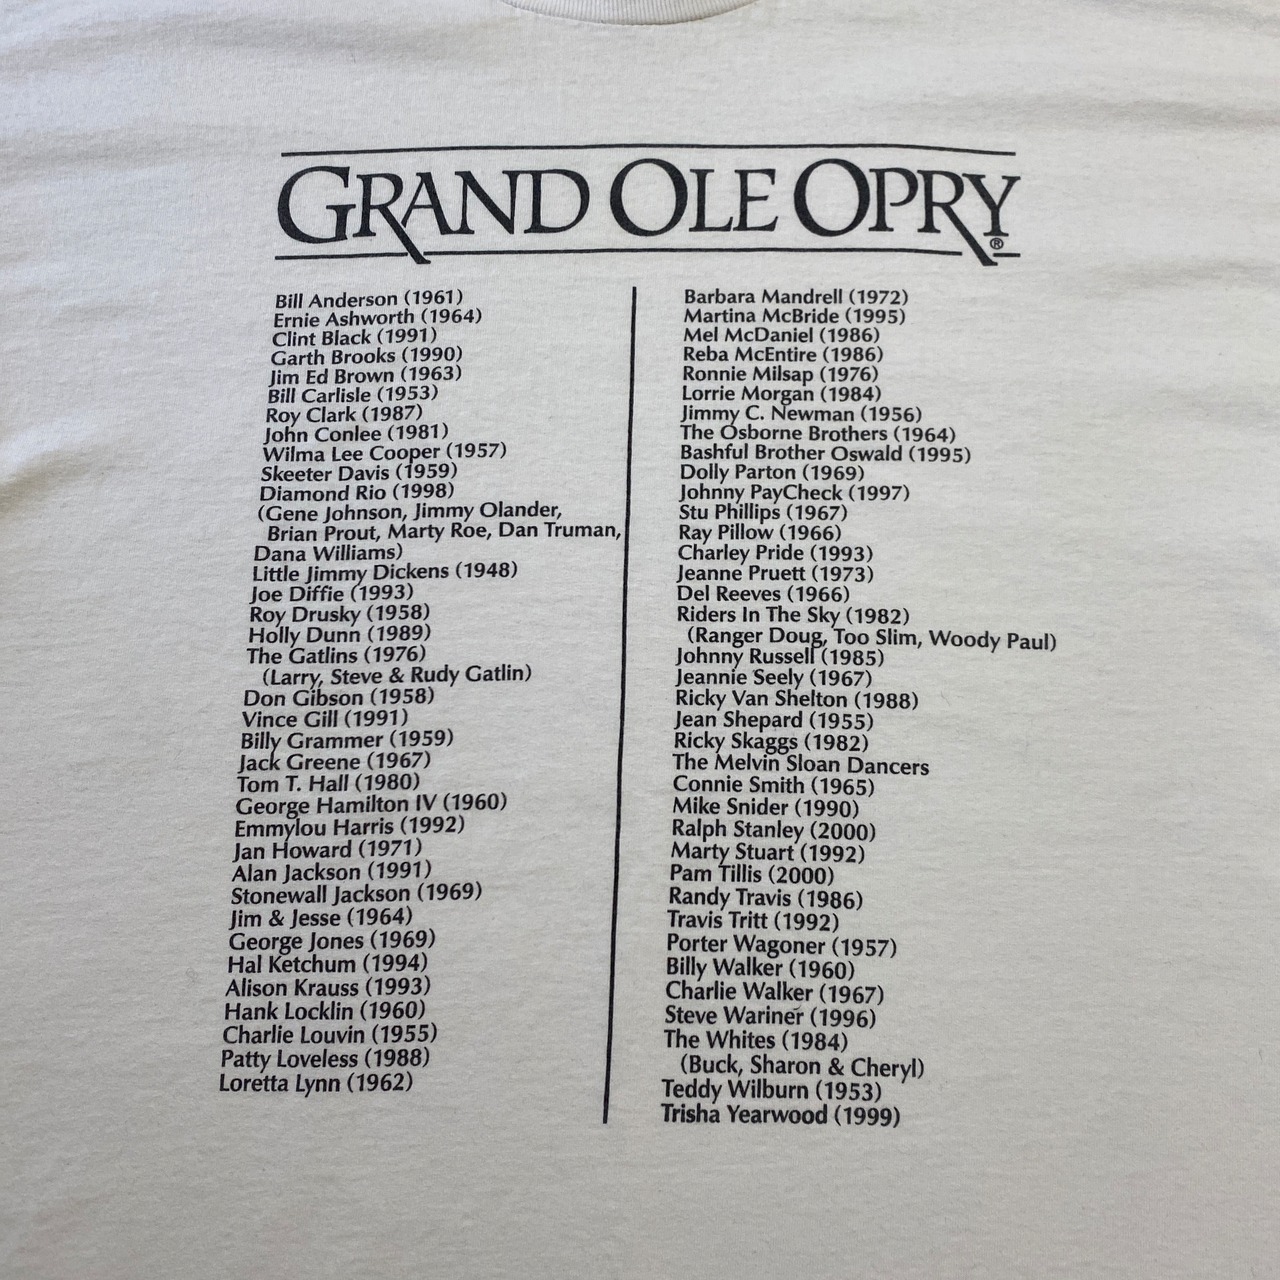 GRAND OLE OPRY®
Bill Anderson (1961)
Ernie Ashworth (1964)
Clint Black (1991)
Garth Brooks (1990)
Jim Ed Brown (1963)
Bill Carlisle (1953)
Roy Clark (1987)
John Conlee (1981)
Wilma Lee Cooper (1957)
Skeeter Davis (1959)
Diamond Rio (1998)
(Gene Johnson, Jimmy Olander,
Brian Prout, Marty Roe, Dan Truman,
Dana Williams)
Little Jimmy Dickens (1948)
Joe Diffie (1993)
Roy Drusky (1958)
Holly Dunn (1989)
The Gatlins (1976)
(Larry, Steve & Rudy Gatlin)
Don Gibson (1958)
Vince Gill (1991)
Billy Grammer (1959)
Jack Greene (1967)
Tom T. Hall (1980)
George Hamilton IV (1960)
Emmylou Harris (1992)
Jan Howard (1971)
Alan Jackson (1991)
Stonewall Jackson (1969)
Jim & Jesse (1964)
George Jones (1969)
Hal Ketchum (1994)
Alison Krauss (1993)
Hank Locklin (1960)
Charlie Louvin (1955)
Patty Loveless (1988)
Loretta Lynn (1962)
Barbara Mandrell (1972)
Martina McBride (1995)
Mel McDaniel (1986)
Reba McEntire (1986)
Ronnie Milsap (1976)
Lorrie Morgan (1984)
Jimmy C. Newman (1956)
The Osborne Brothers (1964)
Bashful Brother Oswald (1995)
Dolly Parton (1969)
Johnny PayCheck (1997)
Stu Phillips (1967)
Ray Pillow (1966)
Charley Pride (1993)
Jeanne Pruett (1973)
Del Reeves (1966)
Riders In The Sky (1982)
(Ranger Doug, Too Slim, Woody Paul)
Johnny Russell (1985)
Jeannie Seely (1967)
Ricky Van Shelton (1988)
Jean Shepard (1955)
Ricky Skaggs (1982)
The Melvin Sloan Dancers
Connie Smith (1965)
Mike Snider (1990)
Ralph Stanley (2000)
Marty Stuart (1992)
Pam Tillis (2000)
Randy Travis (1986)
Travis Tritt (1992)
Porter Wagoner (1957)
Billy Walker (1960)
Charlie Walker (1967)
Steve Wariner (1996)
The Whites (1984)
(Buck, Sharon & Cheryl)
Teddy Wilburn (1953)
Trisha Yearwood (1999)